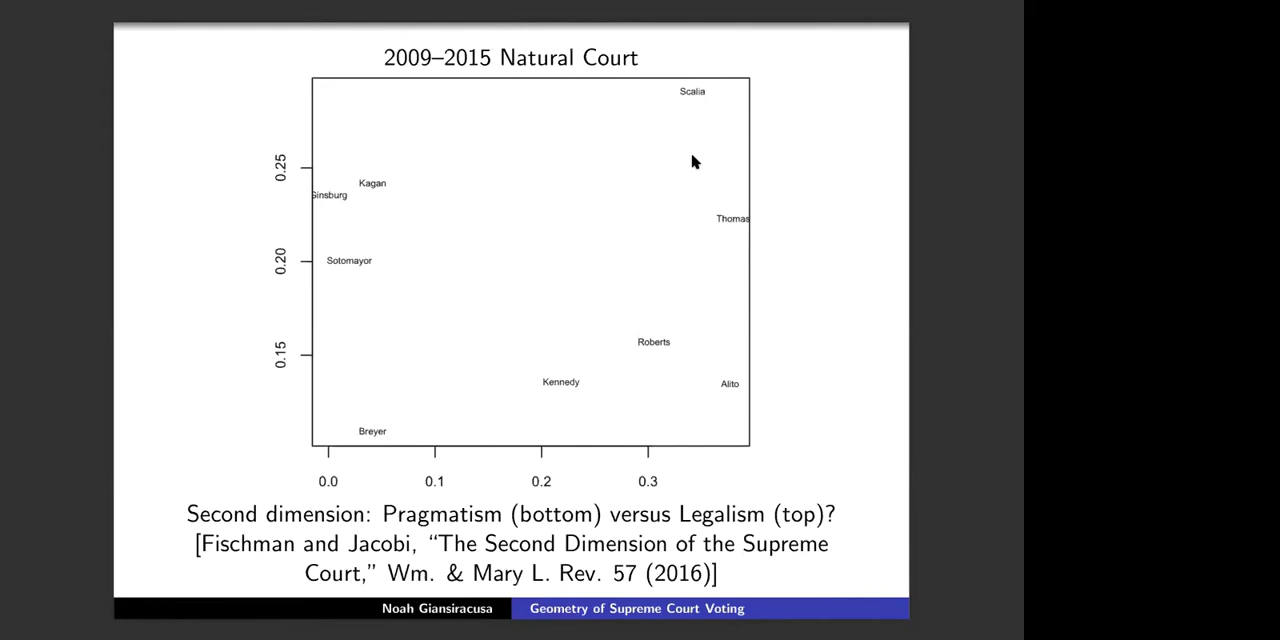 2009–2015 Natural Court
Scalia
0.25
Kagan
Ginsburg
Thomas
0.20
Sotomayor
Roberts
0.15
Kennedy
Alito
Breyer
0.0 0.1 0.2 0.3
Second dimension: Pragmatism (bottom) versus Legalism (top)?
[Fischman and Jacobi, “The Second Dimension of the Supreme
Court,” Wm. & Mary L. Rev. 57 (2016)]
Noah Giansiracusa Geometry of Supreme Court Voting